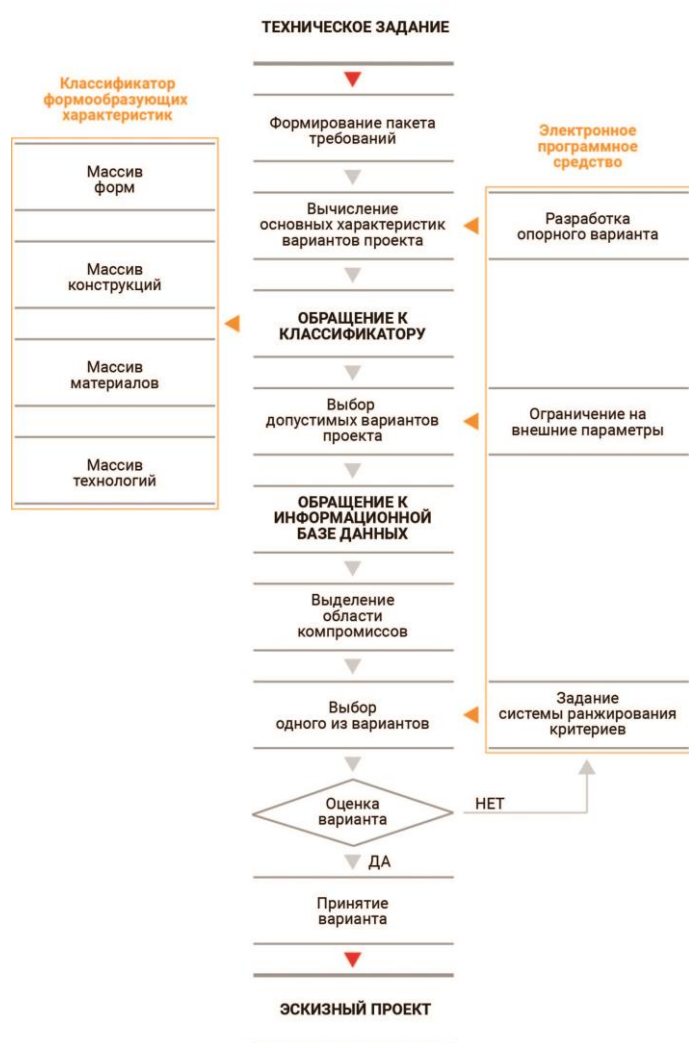 ТЕХНИЧЕСКОЕ ЗАДАНИЕ
Классификатор
формообразующих
характеристик
Массив
форм
Массив
конструкций
Массив
материалов
Массив
технологий
Формирование пакета
требований
Вычисление
основных характеристик
вариантов проекта
ОБРАЩЕНИЕ К
КЛАССИФИКАТОРУ
Выбор
допустимых вариантов
проекта
ОБРАЩЕНИЕ К
ИНФОРМАЦИОННОЙ
БАЗЕ ДАННЫХ
Выделение
области
компромиссов
Выбор
одного из вариантов
Оценка
варианта
НЕТ
ДА
Принятие
варианта
ЭСКИЗНЫЙ ПРОЕКТ
Электронное
программное
средство
Разработка
опорного варианта
Ограничение на
внешние параметры
Задание
системы ранжирования
критериев